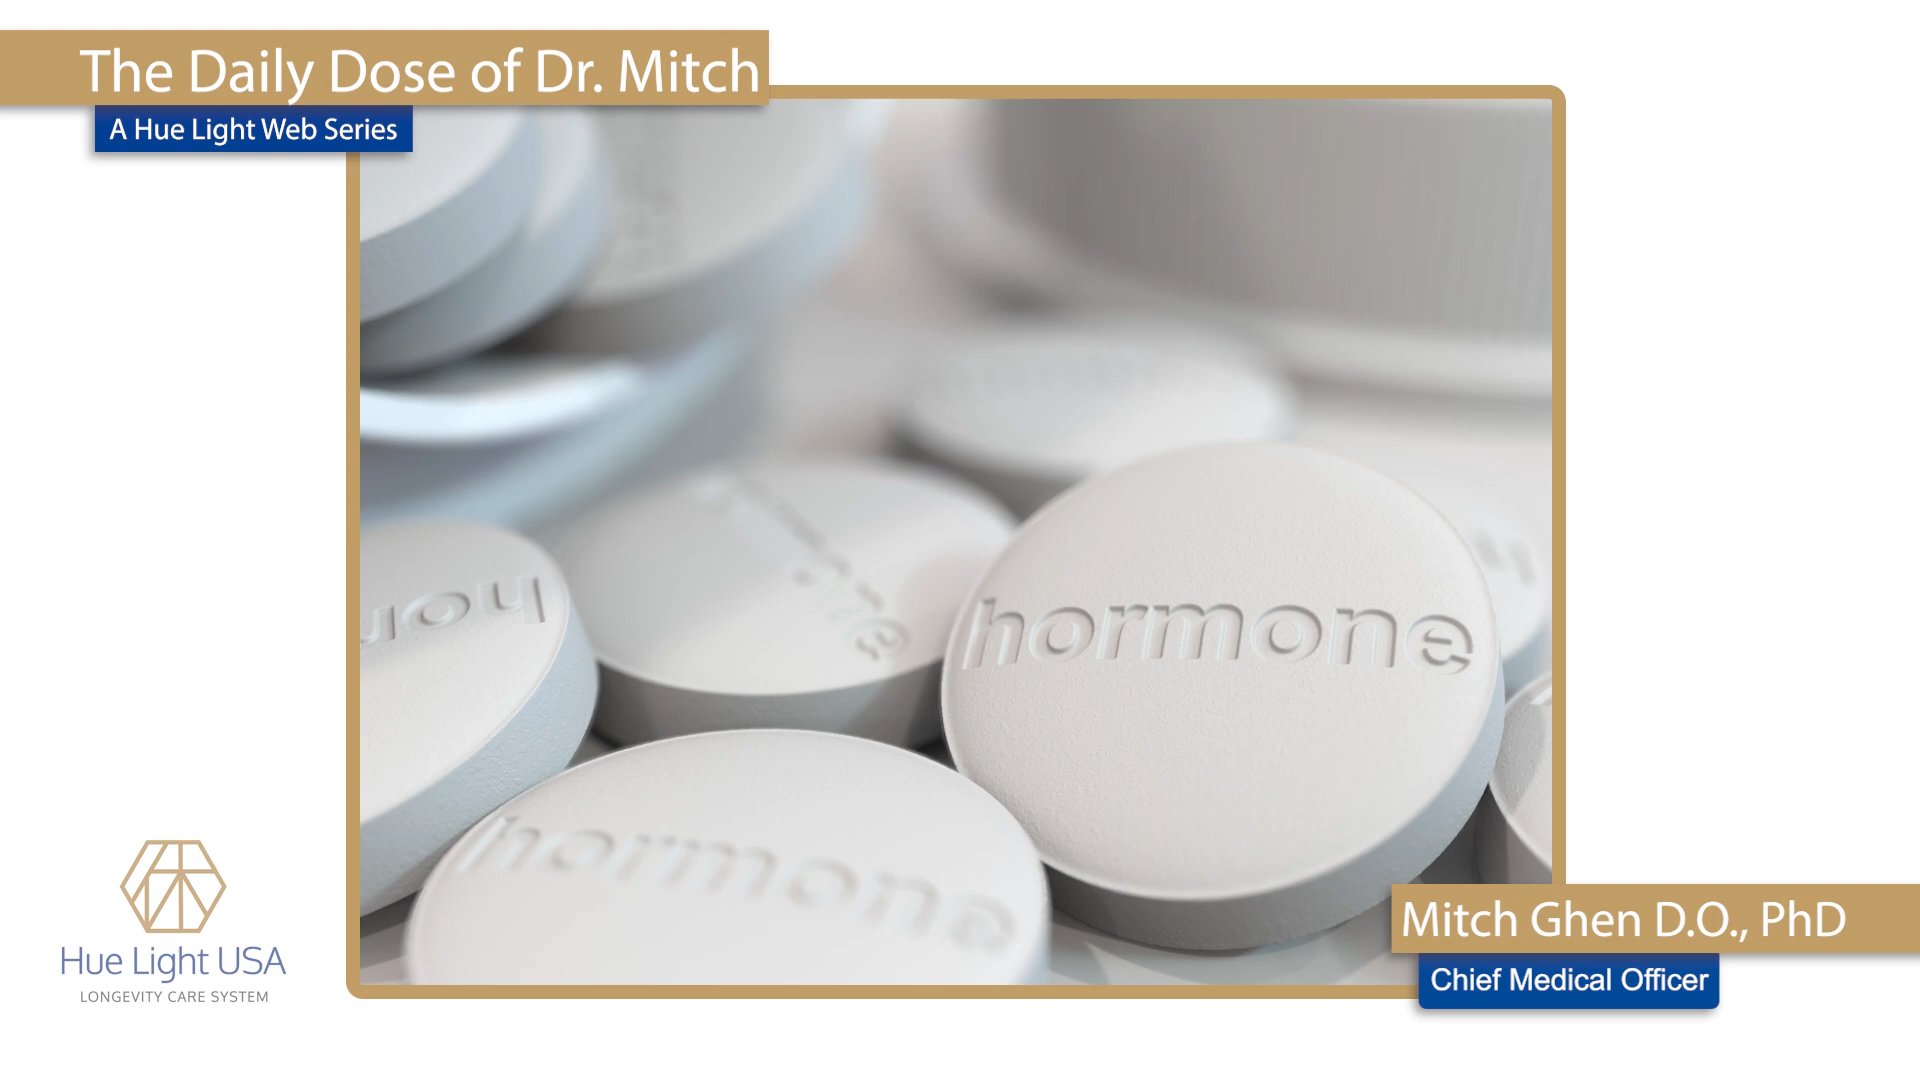 The Daily Dose of Dr. Mitch
A Hue Light Web Series
hor
hormone
hormone
Mitch Ghen D.O., PhD
Chief Medical Officer
Hue Light USA
LONGEVITY CARE SYSTEM